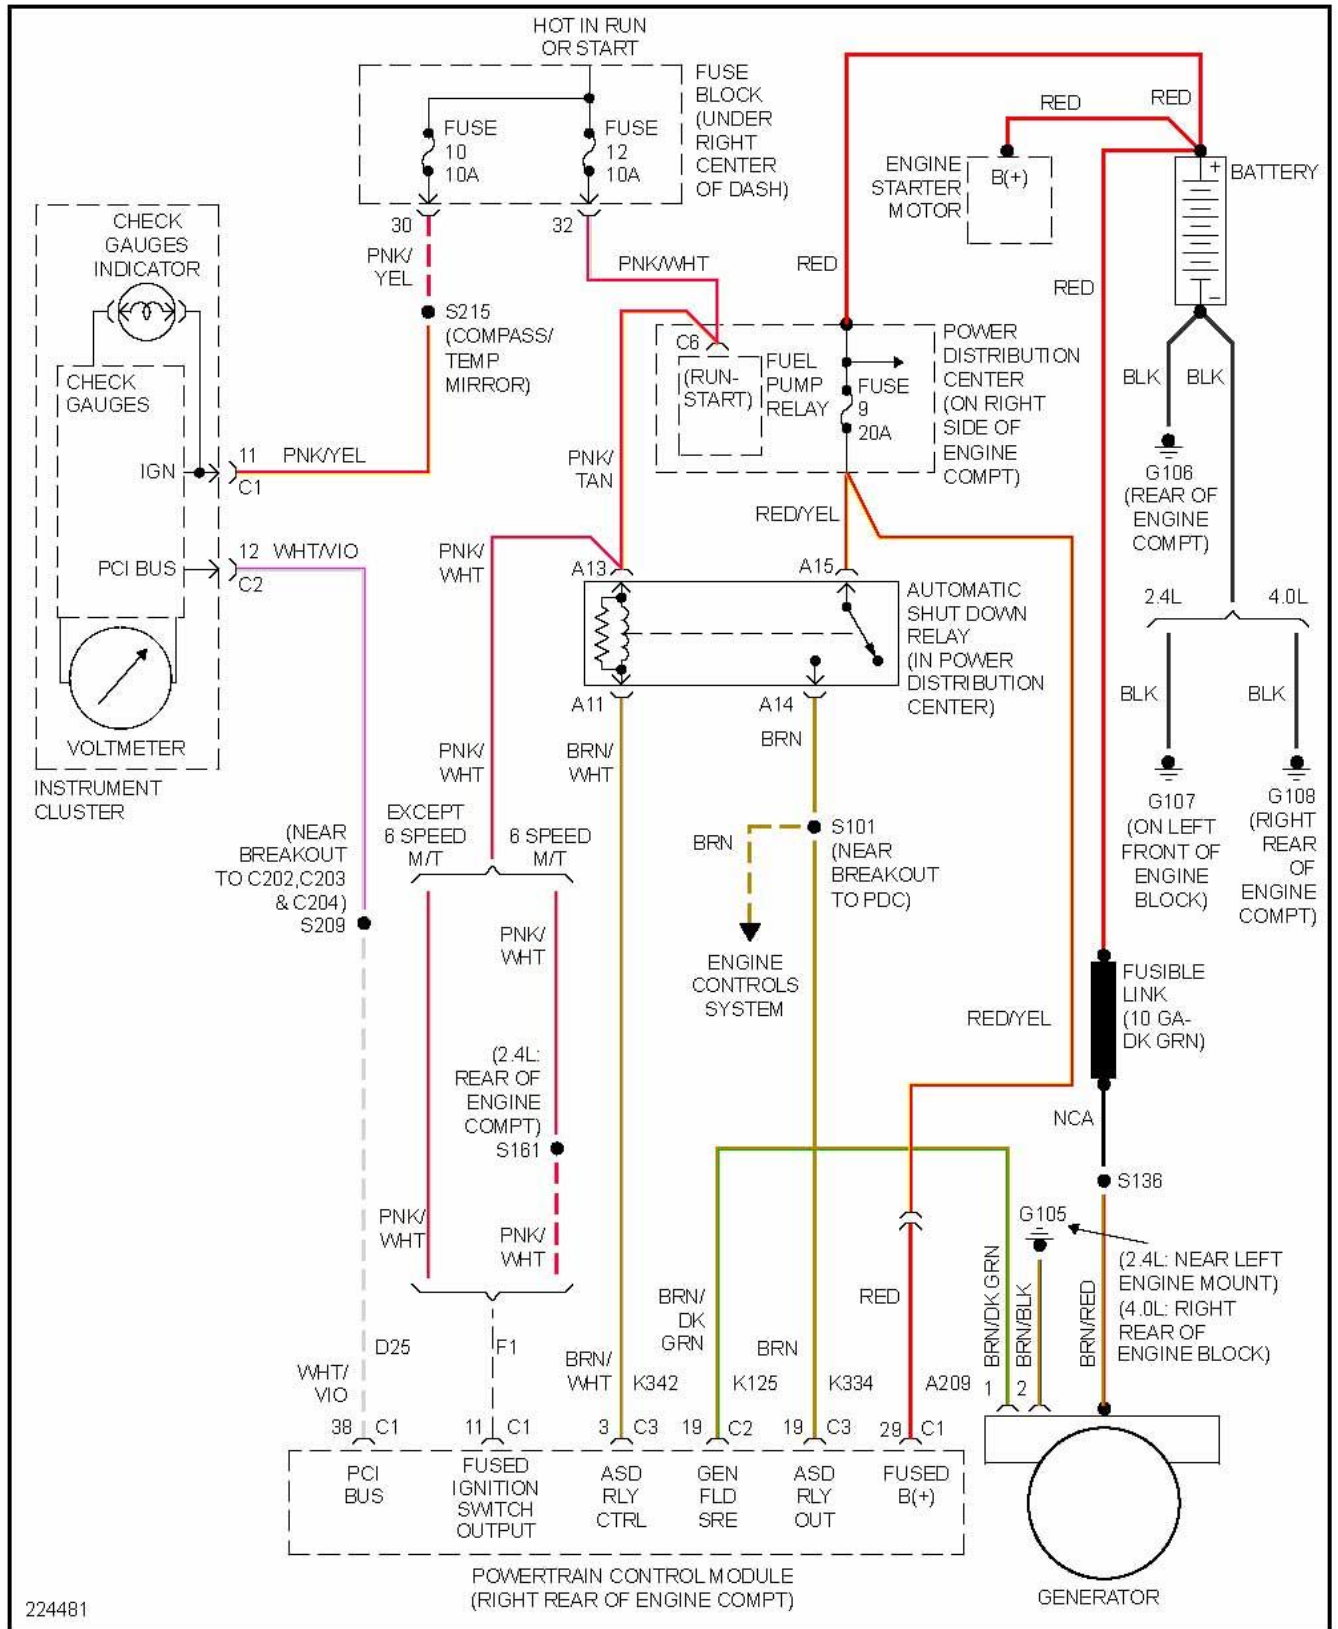 HOT IN RUN
OR START
FUSE
BLOCK
(UNDER
RIGHT
CENTER
OF DASH)
FUSE
10
10A
FUSE
12
10A
30
32
PNK/
YEL
PNK/WHT
S215
(COMPASS/
TEMP
MIRROR)
CHECK
GAUGES
INDICATOR
CHECK
GAUGES
IGN
11
C1
PNK/YEL
PCI BUS
12
C2
WHT/VIO
VOLTMETER
INSTRUMENT
CLUSTER
RED
RED
RED
RED
ENGINE
STARTER
MOTOR
B(+)
+
BATTERY
–
C6
(RUN-
START)
FUEL
PUMP
RELAY
FUSE
9
20A
POWER
DISTRIBUTION
CENTER
(ON RIGHT
SIDE OF
ENGINE
COMPT)
BLK
BLK
G106
(REAR OF
ENGINE
COMPT)
PNK/
TAN
RED/YEL
PNK/
WHT
A13
A15
AUTOMATIC
SHUT DOWN
RELAY
(IN POWER
DISTRIBUTION
CENTER)
A11
A14
2.4L
4.0L
BLK
BLK
G107
(ON LEFT
FRONT OF
ENGINE
BLOCK)
G108
(RIGHT
REAR
OF
ENGINE
COMPT)
PNK/
WHT
BRN/
WHT
BRN
EXCEPT
6 SPEED
M/T
6 SPEED
M/T
(NEAR
BREAKOUT
TO C202,C203
& C204)
S209
BRN
S101
(NEAR
BREAKOUT
TO PDC)
ENGINE
CONTROLS
SYSTEM
PNK/
WHT
FUSIBLE
LINK
(10 GA-
DK GRN)
RED/YEL
(2.4L:
REAR OF
ENGINE
COMPT)
S161
NCA
S136
PNK/
WHT
PNK/
WHT
G105
(2.4L: NEAR LEFT
ENGINE MOUNT)
(4.0L: RIGHT
REAR OF
ENGINE BLOCK)
BRN/DK GRN
BRN/BLK
BRN/RED
BRN/
DK
GRN
RED
D25
F1
WHT/
VIO
BRN/
WHT
K342
K125
BRN
K334
A209
1
2
38
C1
11
C1
3
C3
19
C2
19
C3
29
C1
PCI
BUS
FUSED
IGNITION
SWITCH
OUTPUT
ASD
RLY
CTRL
GEN
FLD
SRE
ASD
RLY
OUT
FUSED
B(+)
POWERTRAIN CONTROL MODULE
(RIGHT REAR OF ENGINE COMPT)
GENERATOR
224481